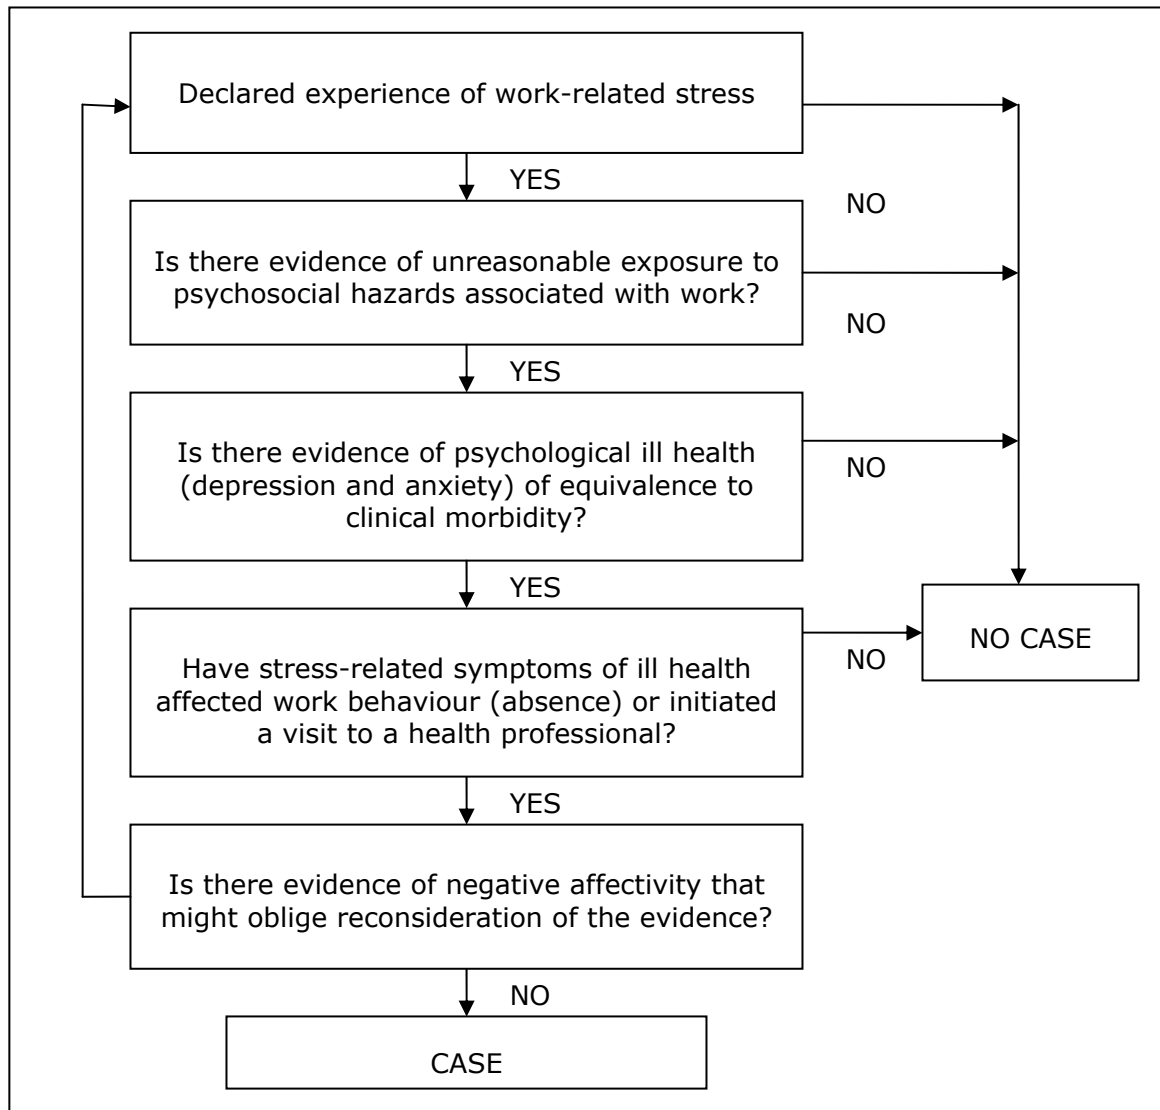 Declared experience of work-related stress
YES
NO
Is there evidence of unreasonable exposure to
psychosocial hazards associated with work?
NO
YES
Is there evidence of psychological ill health
(depression and anxiety) of equivalence to
clinical morbidity?
NO
YES
Have stress-related symptoms of ill health
affected work behaviour (absence) or initiated
a visit to a health professional?
NO
NO CASE
YES
Is there evidence of negative affectivity that
might oblige reconsideration of the evidence?
NO
CASE